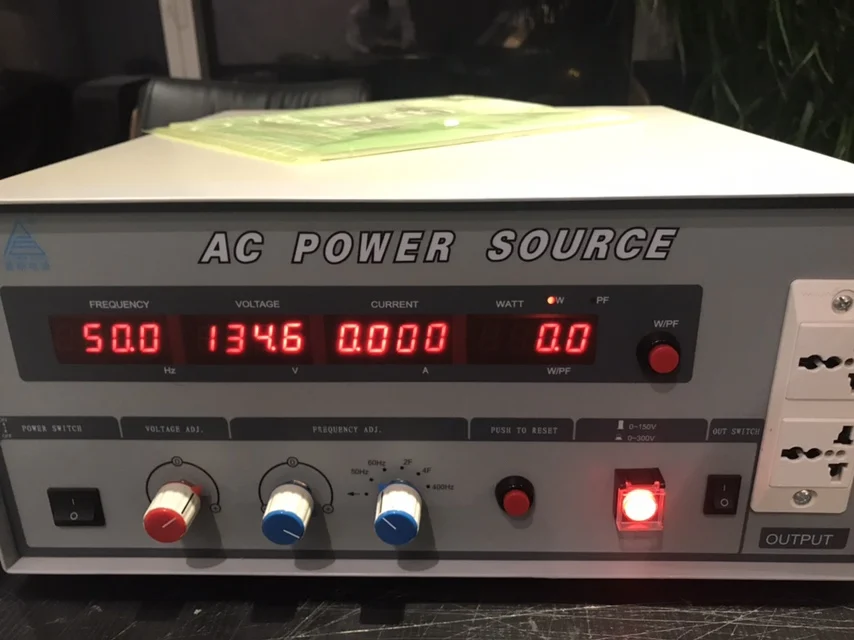 AC POWER SOURCE
FREQUENCY VOLTAGE CURRENT WATT W PF
W/PF
50.0 134.6 0.000 0.0
Hz V A W/PF
POWER SWITCH VOLTAGE ADJ. FREQUENCY ADJ. PUSH TO RESET OUT SWITCH
0~150V
0~300V
50Hz 60Hz 2F 4F 400Hz
OUTPUT